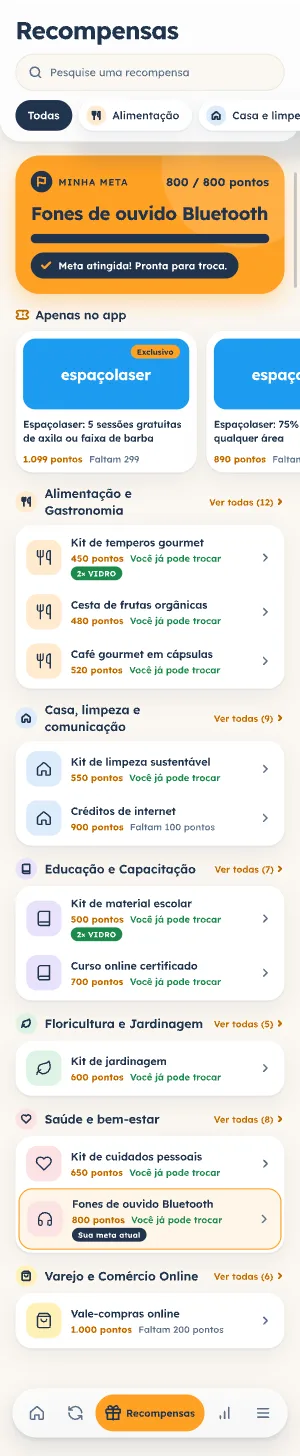 Recompensas
Pesquise uma recompensa
Todas
Alimentação
Casa e limpe
MINHA META
800 / 800 pontos
Fones de ouvido Bluetooth
Meta atingida! Pronta para troca.
Apenas no app
Exclusivo
espaçolaser
Espaçolaser: 5 sessões gratuitas
de axila ou faixa de barba
1.099 pontos Faltam 299
espaço
Espaçolaser: 75%
qualquer área
890 pontos Faltam
Alimentação e
Gastronomia
Ver todas (12)
Kit de temperos gourmet
450 pontos Você já pode trocar
2x VIDRO
Cesta de frutas orgânicas
480 pontos Você já pode trocar
Café gourmet em cápsulas
520 pontos Você já pode trocar
Casa, limpeza e
comunicação
Ver todas (9)
Kit de limpeza sustentável
550 pontos Você já pode trocar
Créditos de internet
900 pontos Faltam 100 pontos
Educação e Capacitação
Ver todas (7)
Kit de material escolar
500 pontos Você já pode trocar
2x VIDRO
Curso online certificado
700 pontos Você já pode trocar
Floricultura e Jardinagem
Ver todas (5)
Kit de jardinagem
600 pontos Você já pode trocar
Saúde e bem-estar
Ver todas (8)
Kit de cuidados pessoais
650 pontos Você já pode trocar
Fones de ouvido Bluetooth
800 pontos Você já pode trocar
Sua meta atual
Varejo e Comércio Online
Ver todas (6)
Vale-compras online
1.000 pontos Faltam 200 pontos
Recompensas